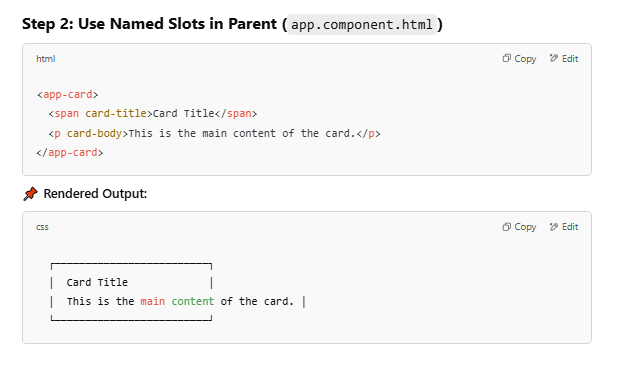 Step 2: Use Named Slots in Parent (app.component.html)
html Copy Edit
<app-card>
<span card-title>Card Title</span>
<p card-body>This is the main content of the card.</p>
</app-card>
📌 Rendered Output:
css Copy Edit
┌─────────────────────────┐
│ Card Title │
│ This is the main content of the card. │
└─────────────────────────┘